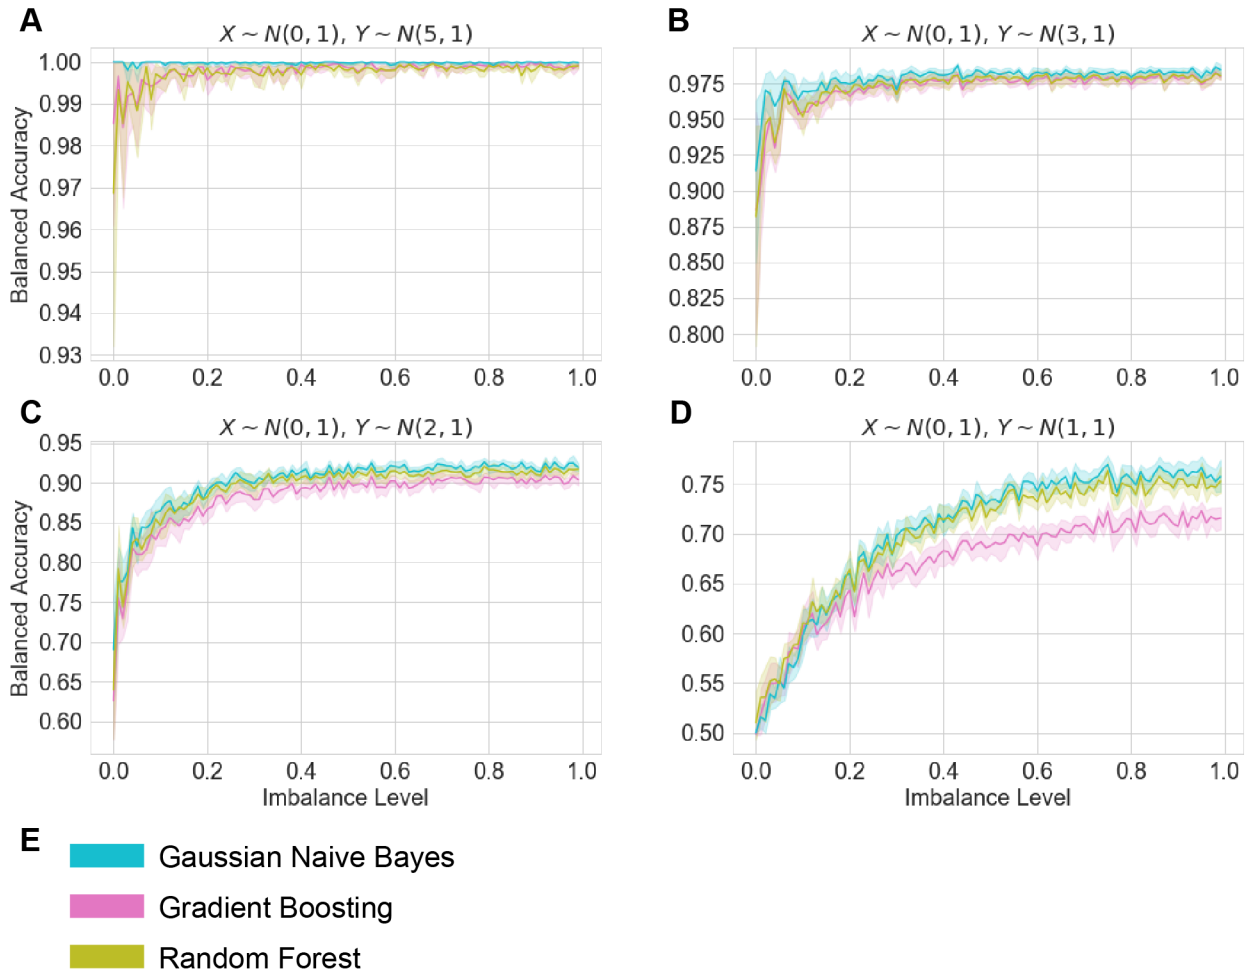 A
X ~ N(0, 1), Y ~ N(5, 1)
1.00
0.99
0.98
0.97
0.96
0.95
0.94
0.93
Balanced Accuracy
0.0 0.2 0.4 0.6 0.8 1.0
B
X ~ N(0, 1), Y ~ N(3, 1)
0.975
0.950
0.925
0.900
0.875
0.850
0.825
0.800
0.0 0.2 0.4 0.6 0.8 1.0
C
X ~ N(0, 1), Y ~ N(2, 1)
0.95
0.90
0.85
0.80
0.75
0.70
0.65
0.60
Balanced Accuracy
0.0 0.2 0.4 0.6 0.8 1.0
Imbalance Level
D
X ~ N(0, 1), Y ~ N(1, 1)
0.75
0.70
0.65
0.60
0.55
0.50
0.0 0.2 0.4 0.6 0.8 1.0
Imbalance Level
E
Gaussian Naive Bayes
Gradient Boosting
Random Forest